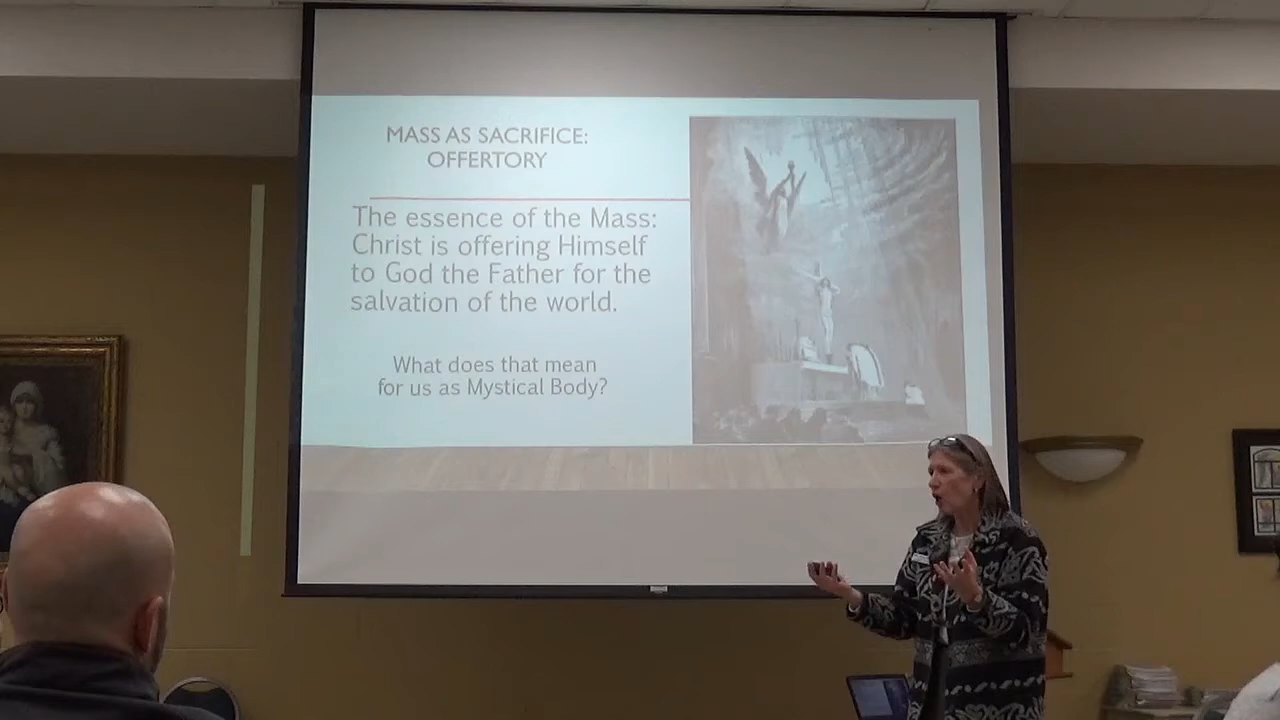 MASS AS SACRIFICE:
OFFERTORY
The essence of the Mass:
Christ is offering Himself
to God the Father for the
salvation of the world.
What does that mean
for us as Mystical Body?